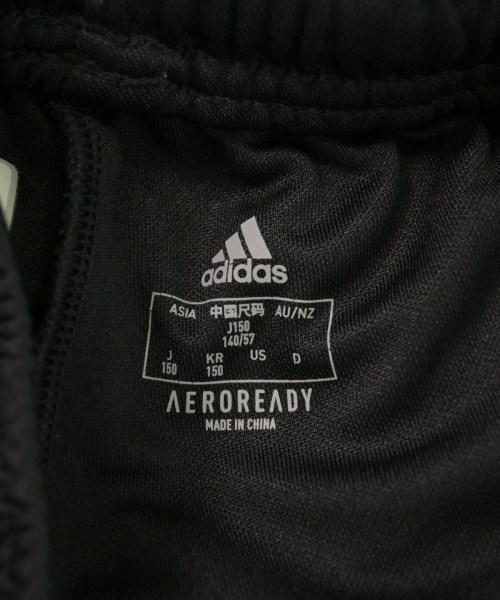 adidas
ASIA 中国尺码 AU/NZ
J150
140/57
J KR US D
150 150
AEROREADY
MADE IN CHINA